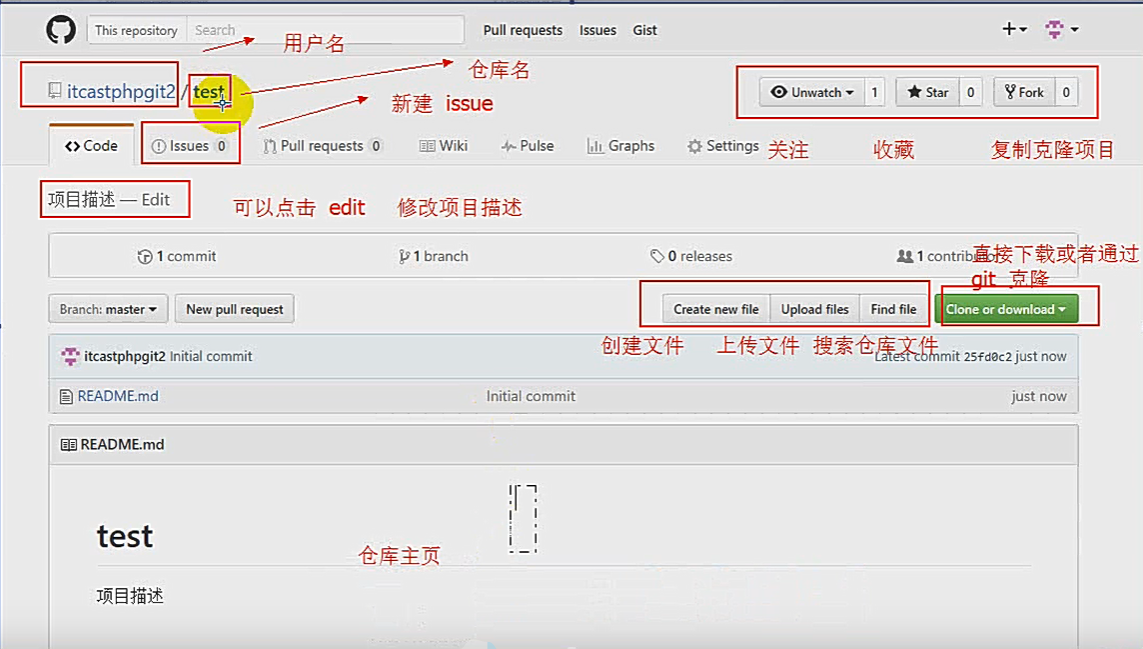 This repository Search Pull requests Issues Gist
用户名
itcastphpgit2 / test
仓库名
Unwatch 1 Star 0 Fork 0
新建 issue
Code Issues 0 Pull requests 0 Wiki Pulse Graphs Settings
关注 收藏 复制克隆项目
项目描述 — Edit
可以点击 edit 修改项目描述
1 commit 1 branch 0 releases 1 contributor
直接下载或者通过
git 克隆
Branch: master New pull request Create new file Upload files Find file Clone or download
创建文件 上传文件 搜索仓库文件
itcastphpgit2 Initial commit Latest commit 25fd0c2 just now
README.md Initial commit just now
README.md
test
仓库主页
项目描述